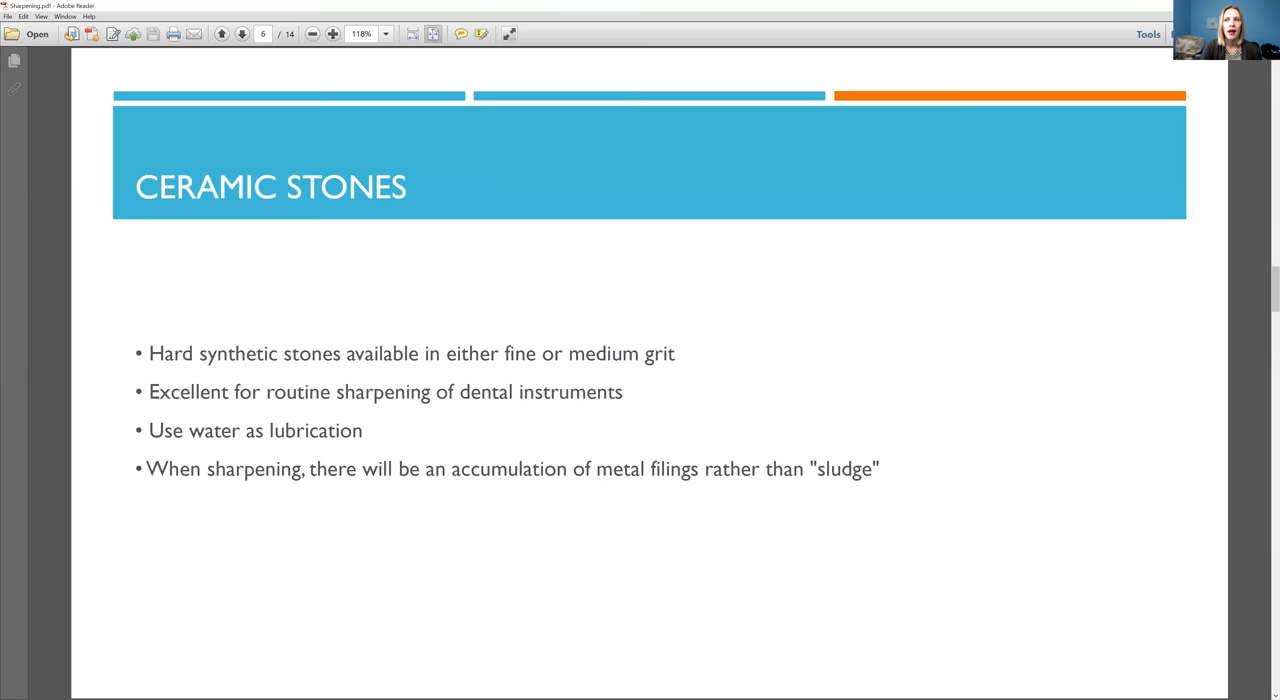 Sharpening.pdf - Adobe Reader
File Edit View Window Help
Open 6 / 14 118% Tools
CERAMIC STONES
• Hard synthetic stones available in either fine or medium grit
• Excellent for routine sharpening of dental instruments
• Use water as lubrication
• When sharpening, there will be an accumulation of metal filings rather than "sludge"